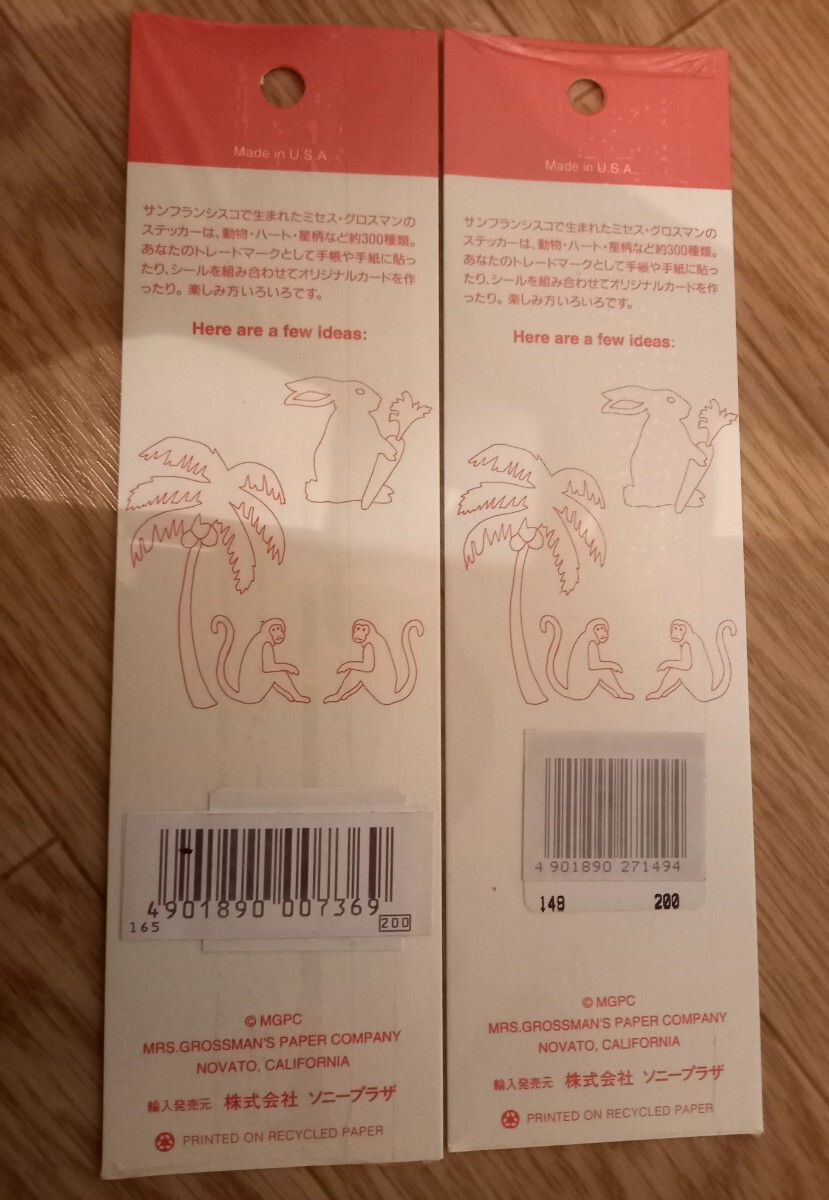 Made in U.S.A
サンフランシスコで生まれたミセス・グロスマンの
ステッカーは、動物・ハート・星柄など約300種類。
あなたのトレードマークとして手帳や手紙に貼っ
たり、シールを組み合わせてオリジナルカードを作
ったり。楽しみ方いろいろです。
Here are a few ideas:
4901890 007369
165
200
© MGPC
MRS.GROSSMAN'S PAPER COMPANY
NOVATO, CALIFORNIA
輸入発売元 株式会社 ソニープラザ
PRINTED ON RECYCLED PAPER
Made in U.S.A.
サンフランシスコで生まれたミセス・グロスマンの
ステッカーは、動物・ハート・星柄など約300種類。
あなたのトレードマークとして手帳や手紙に貼っ
たり、シールを組み合わせてオリジナルカードを作
ったり。楽しみ方いろいろです。
Here are a few ideas:
4 901890 271494
149 200
© MGPC
MRS.GROSSMAN'S PAPER COMPANY
NOVATO, CALIFORNIA
輸入発売元 株式会社 ソニープラザ
PRINTED ON RECYCLED PAPER